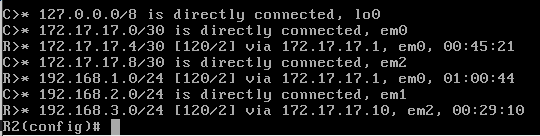 C>* 127.0.0.0/8 is directly connected, lo0
C>* 172.17.17.0/30 is directly connected, em0
R>* 172.17.17.4/30 [120/2] via 172.17.17.1, em0, 00:45:21
C>* 172.17.17.8/30 is directly connected, em2
R>* 192.168.1.0/24 [120/2] via 172.17.17.1, em0, 01:00:44
C>* 192.168.2.0/24 is directly connected, em1
R>* 192.168.3.0/24 [120/2] via 172.17.17.10, em2, 00:29:10
R2(config)#